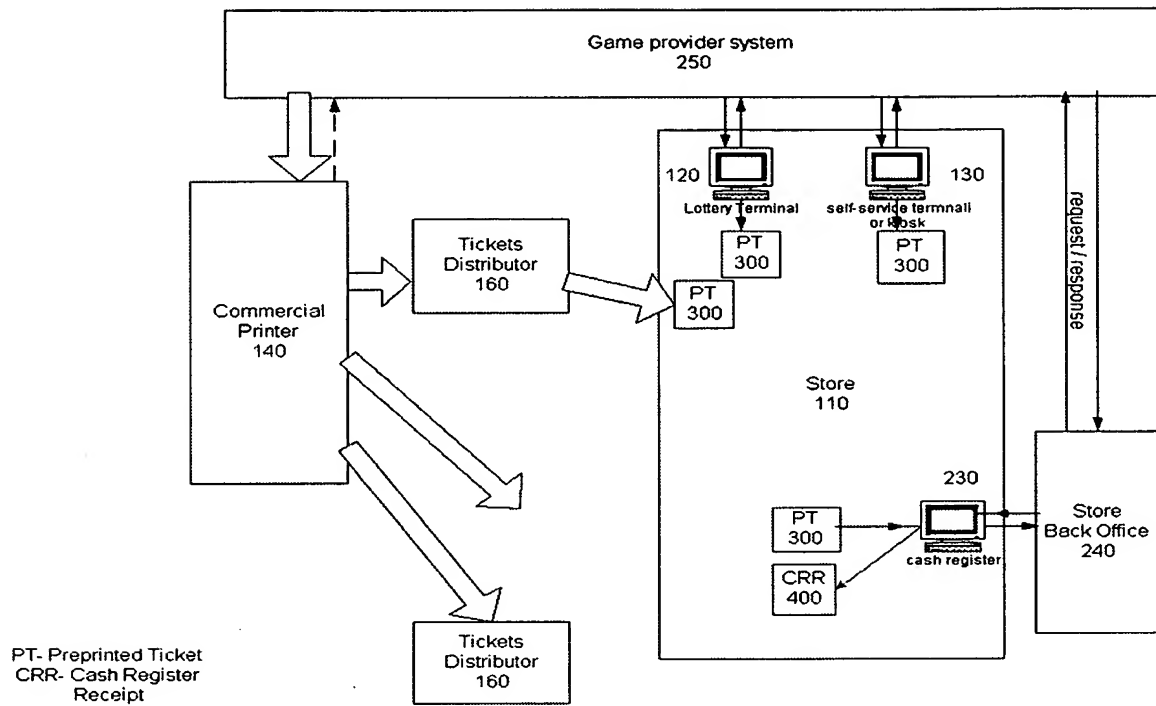 Game provider system
250
120
Lottery Terminal
130
self-service termnali
or kiosk
PT
300
PT
300
PT
300
Tickets
Distributor
160
Commercial
Printer
140
Store
110
request / response
230
PT
300
cash register
CRR
400
Store
Back Office
240
Tickets
Distributor
160
PT- Preprinted Ticket
CRR- Cash Register
Receipt